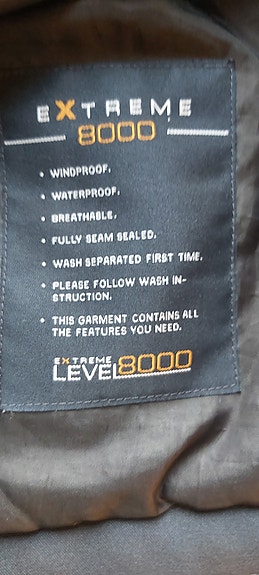 EXTREME
8000
• WINDPROOF.
• WATERPROOF.
• BREATHABLE.
• FULLY SEAM SEALED.
• WASH SEPARATED FIRST TIME.
• PLEASE FOLLOW WASH IN-
STRUCTION.
• THIS GARMENT CONTAINS ALL
THE FEATURES YOU NEED.
EXTREME
LEVEL8000